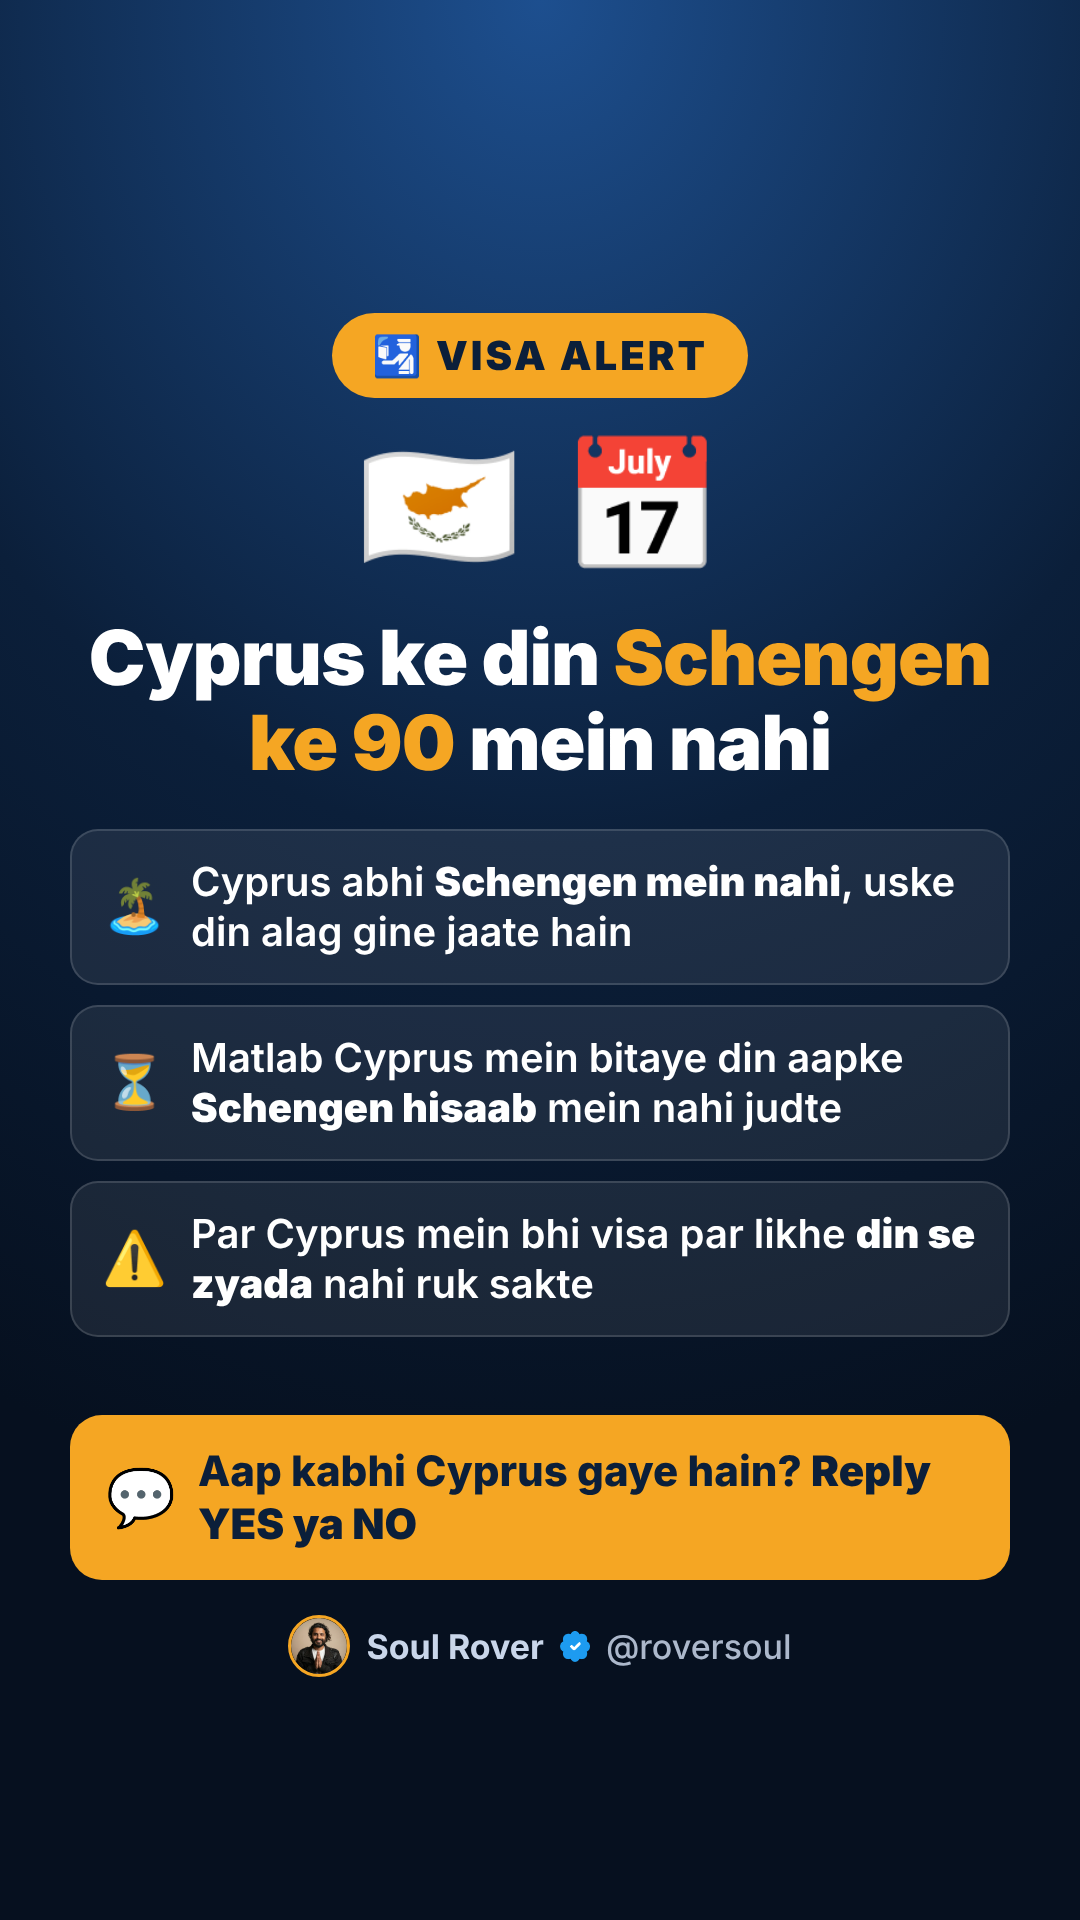 🛂 VISA ALERT
July
17
Cyprus ke din Schengen
ke 90 mein nahi
Cyprus abhi Schengen mein nahi, uske
din alag gine jaate hain
Matlab Cyprus mein bitaye din aapke
Schengen hisaab mein nahi judte
Par Cyprus mein bhi visa par likhe din se
zyada nahi ruk sakte
Aap kabhi Cyprus gaye hain? Reply
YES ya NO
Soul Rover @roversoul